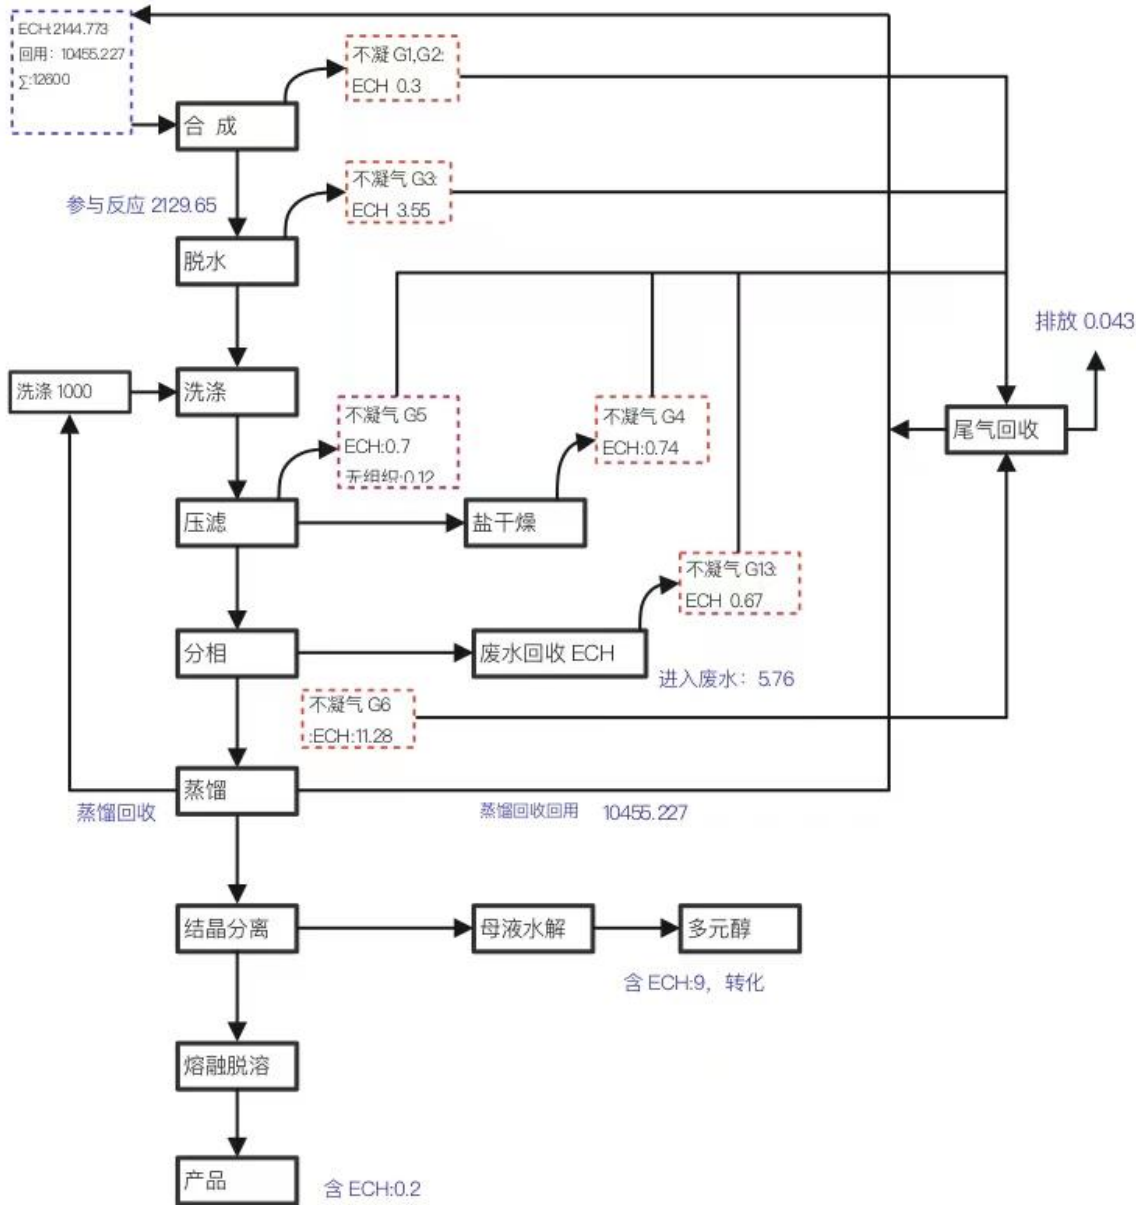 ECH:2144.773
回用：10455.227
∑:12600
不凝 G1,G2:
ECH 0.3
合 成
参与反应 2129.65
不凝气 G3:
ECH 3.55
脱水
排放 0.043
洗涤 1000
洗涤
不凝气 G5
ECH:0.7
无组织:0.12
不凝气 G4
ECH:0.74
尾气回收
压滤
盐干燥
不凝气 G13:
ECH 0.67
分相
废水回收 ECH
进入废水：5.76
不凝气 G6
:ECH:11.28
蒸馏
蒸馏回收
蒸馏回收回用 10455.227
结晶分离
母液水解
多元醇
含 ECH:9，转化
熔融脱溶
产品
含 ECH:0.2